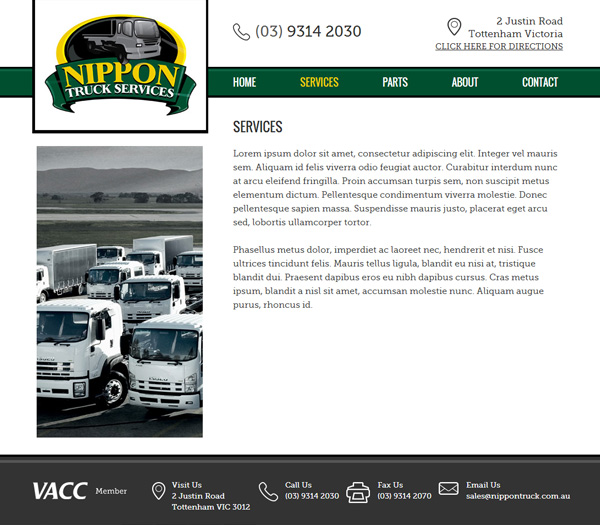 NIPPON
TRUCK SERVICES
(03) 9314 2030
2 Justin Road
Tottenham Victoria
CLICK HERE FOR DIRECTIONS
HOME SERVICES PARTS ABOUT CONTACT
SERVICES
Lorem ipsum dolor sit amet, consectetur adipiscing elit. Integer vel mauris
sem. Aliquam id felis viverra odio feugiat auctor. Curabitur interdum nunc
at arcu eleifend fringilla. Proin accumsan turpis sem, non suscipit metus
elementum dictum. Pellentesque condimentum viverra molestie. Donec
pellentesque sapien massa. Suspendisse mauris justo, placerat eget arcu
sed, lobortis ullamcorper tortor.
Phasellus metus dolor, imperdiet ac laoreet nec, hendrerit et nisi. Fusce
ultrices tincidunt felis. Mauris tellus ligula, blandit eu nisi at, tristique
blandit dui. Praesent dapibus eros eu nibh dapibus cursus. Cras metus
ipsum, blandit a nisl sit amet, accumsan molestie nunc. Aliquam augue
purus, rhoncus id.
VACC Member
Visit Us
2 Justin Road
Tottenham VIC 3012
Call Us
(03) 9314 2030
Fax Us
(03) 9314 2070
Email Us
sales@nippontruck.com.au